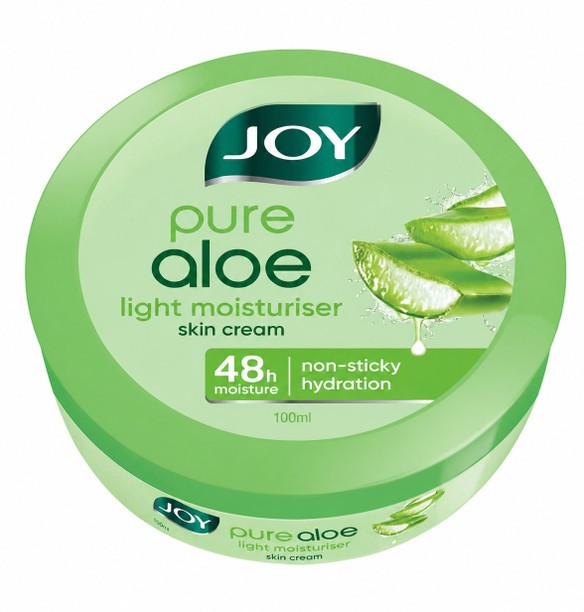 JOY
pure
aloe
light moisturiser
skin cream
48h
moisture
non-sticky
hydration
100ml
JOY
100ml
pure aloe
light moisturiser
skin cream